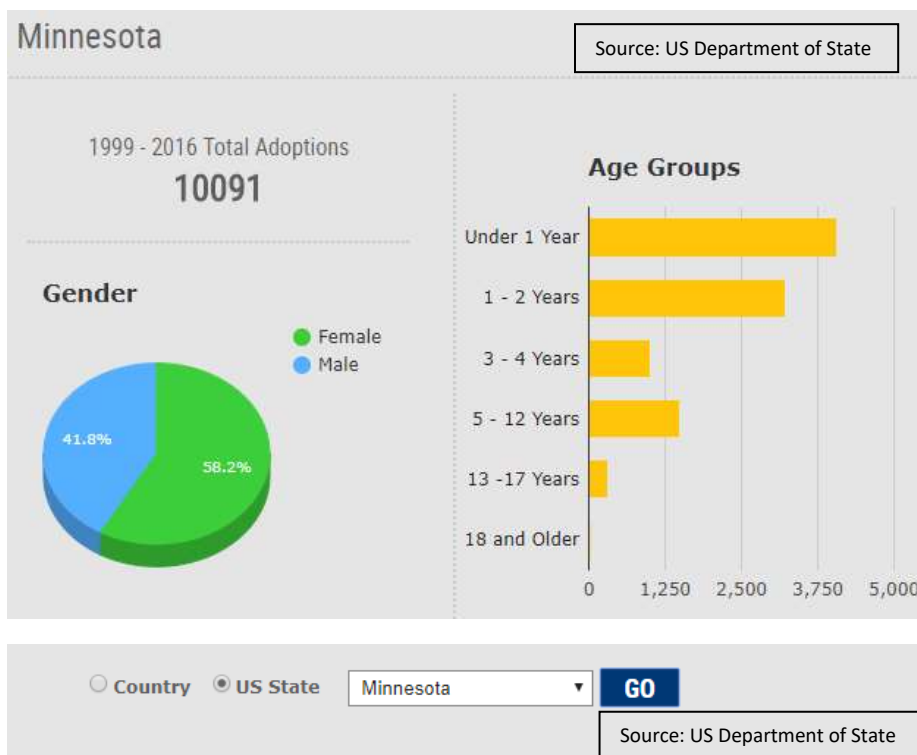 Minnesota
Source: US Department of State
1999 - 2016 Total Adoptions
10091
Gender
Female
Male
41.8%
58.2%
Age Groups
Under 1 Year
1 - 2 Years
3 - 4 Years
5 - 12 Years
13 -17 Years
18 and Older
0 1,250 2,500 3,750 5,000
Country US State Minnesota GO
Source: US Department of State